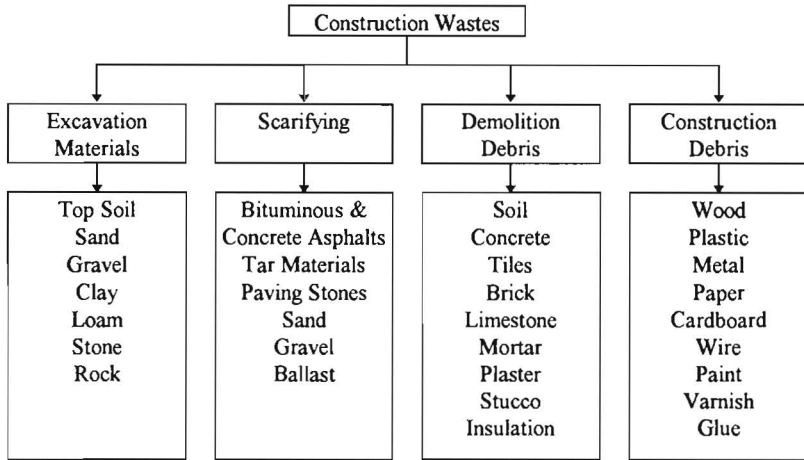 Construction Wastes
Excavation
Materials
Scarifying
Demolition
Debris
Construction
Debris
Top Soil
Sand
Gravel
Clay
Loam
Stone
Rock
Bituminous &
Concrete Asphalts
Tar Materials
Paving Stones
Sand
Gravel
Ballast
Soil
Concrete
Tiles
Brick
Limestone
Mortar
Plaster
Stucco
Insulation
Wood
Plastic
Metal
Paper
Cardboard
Wire
Paint
Varnish
Glue